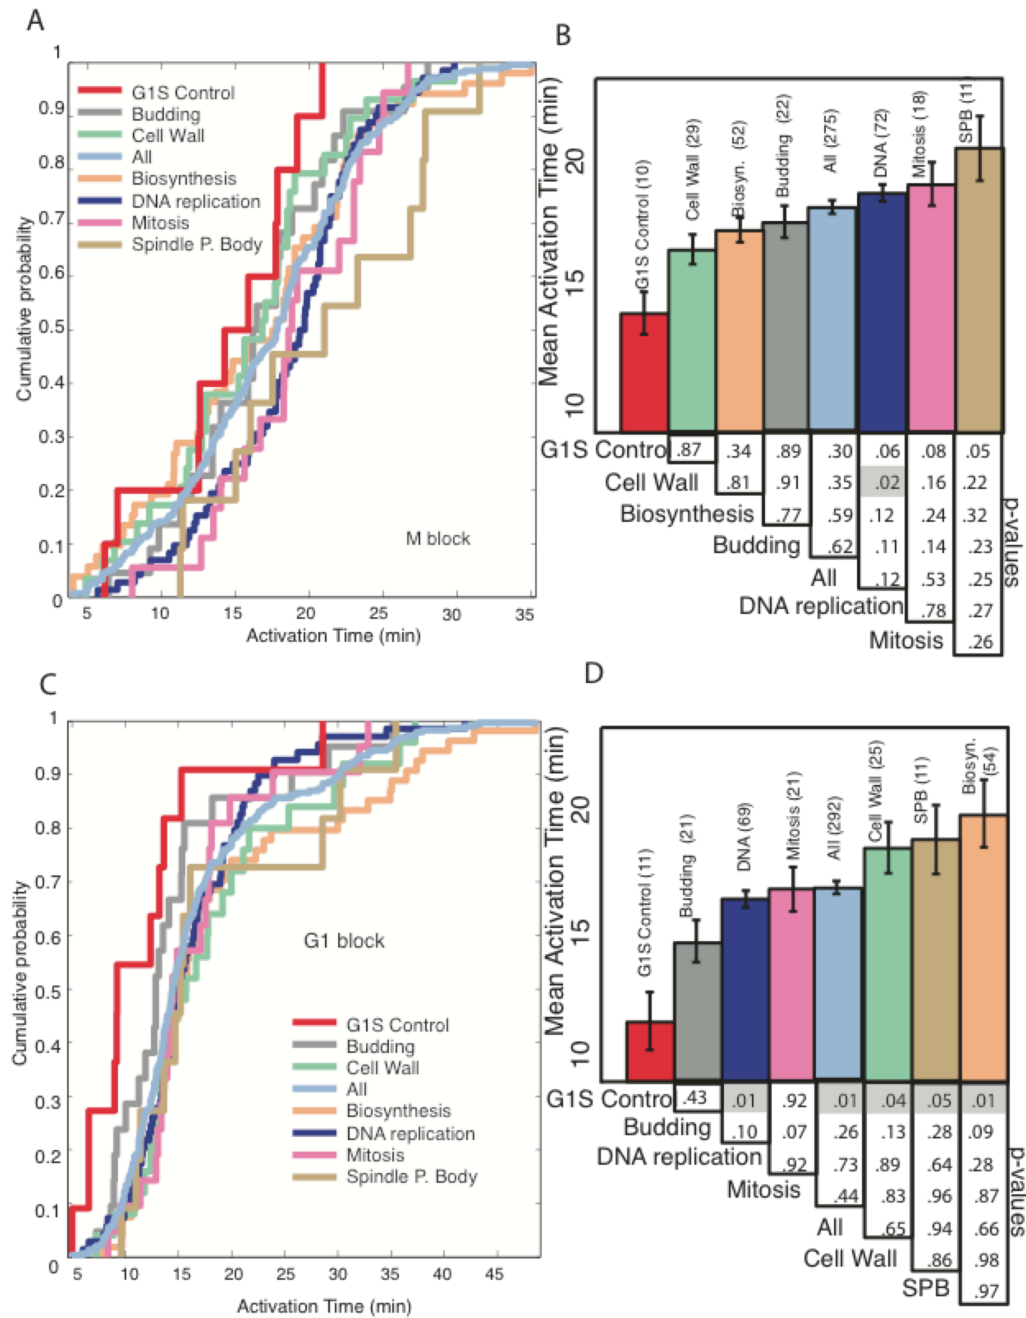 A
1
0.9
0.8
0.7
0.6
0.5
0.4
0.3
0.2
0.1
0
Cumulative probability
G1S Control
Budding
Cell Wall
All
Biosynthesis
DNA replication
Mitosis
Spindle P. Body
M block
5 10 15 20 25 30 35
Activation Time (min)
B
Mean Activation Time (min)
20
15
10
G1S Control (10)
Cell Wall (29)
Biosyn. (52)
Budding (22)
All (275)
DNA (72)
Mitosis (18)
SPB (11)
G1S Contro .87 .34 .89 .30 .06 .08 .05
Cell Wall .81 .91 .35 .02 .16 .22
Biosynthesis .77 .59 .12 .24 .32
Budding .62 .11 .14 .23
All .12 .53 .25
DNA replication .78 .27
Mitosis .26
p-values
C
1
0.9
0.8
0.7
0.6
0.5
0.4
0.3
0.2
0.1
0
Cumulative probability
G1 block
G1S Control
Budding
Cell Wall
All
Biosynthesis
DNA replication
Mitosis
Spindle P. Body
5 10 15 20 25 30 35 40 45
Activation Time (min)
D
Mean Activation Time (min)
20
15
10
G1S Control (11)
Budding (21)
DNA (69)
Mitosis (21)
All (292)
Cell Wall (25)
SPB (11)
Biosyn.
(54)
G1S Contro .43 .01 .92 .01 .04 .05 .01
Budding .10 .07 .26 .13 .28 .09
DNA replication .92 .73 .89 .64 .28
Mitosis .44 .83 .96 .87
All .65 .94 .66
Cell Wall .86 .98
SPB .97
p-values